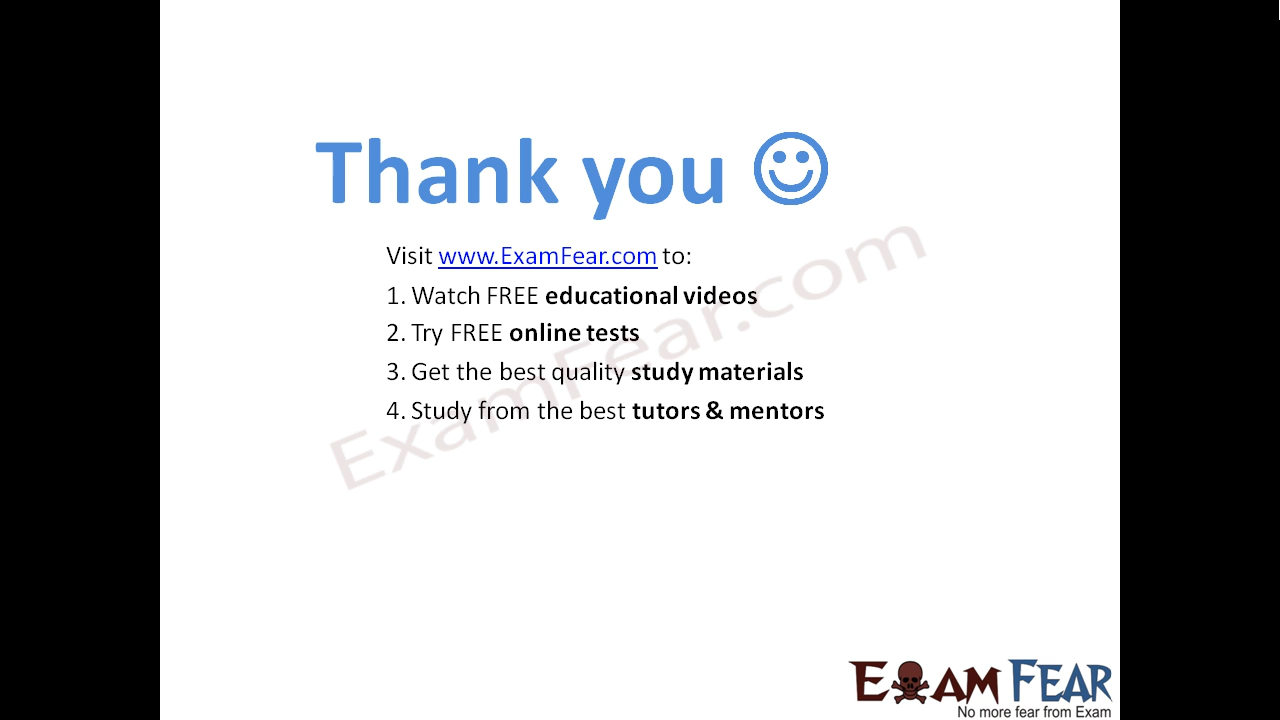 Thank you ☺
Visit www.ExamFear.com to:
1. Watch FREE educational videos
2. Try FREE online tests
3. Get the best quality study materials
4. Study from the best tutors & mentors
ExamFear.com
EXAM FEAR
No more fear from Exam